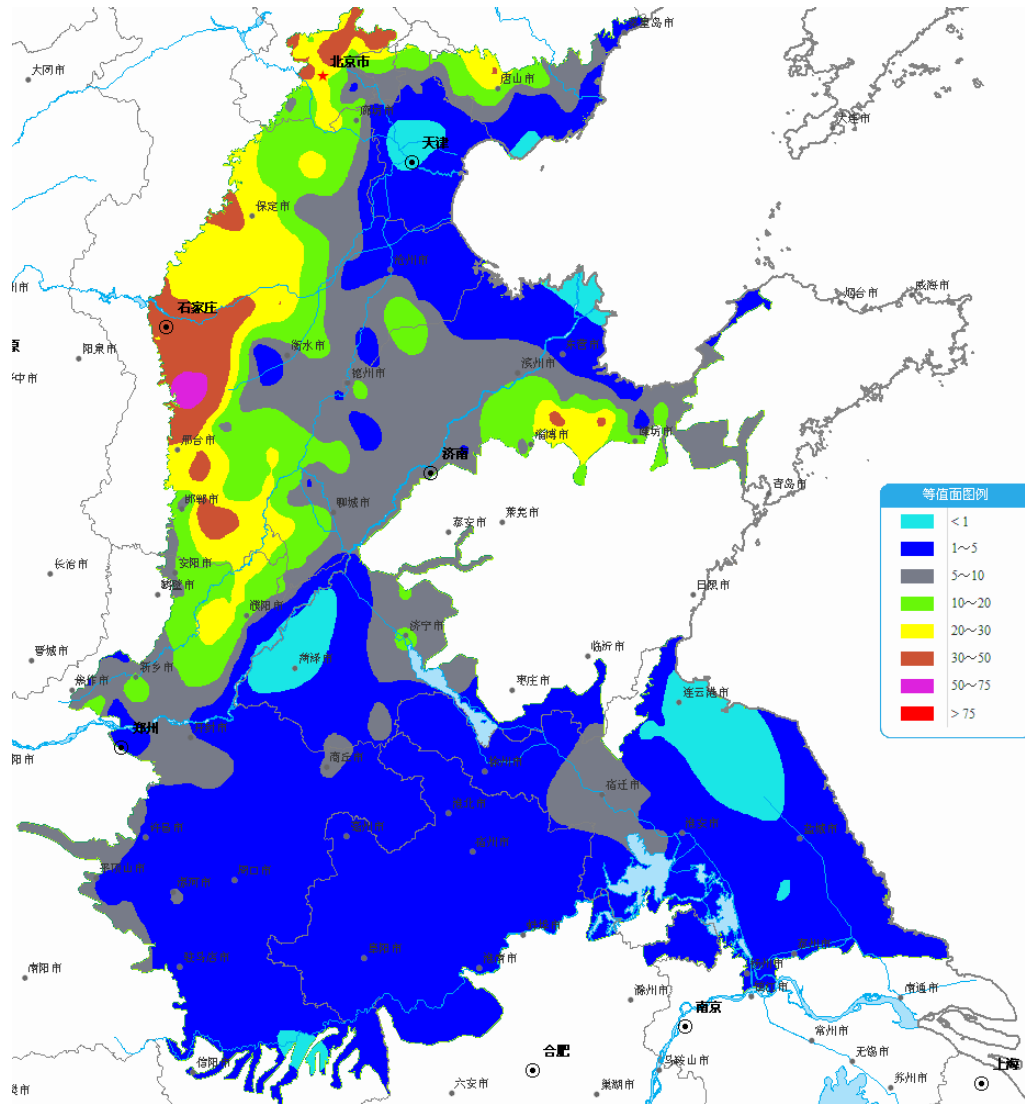 大同市
北京市
唐山市
大连市
天津
保定市
沧州市
烟台市
威海市
石家庄
阳泉市
原
中市
衡水市
德州市
滨州市
东营市
邢台市
淄博市
潍坊市
济南
邯郸市
聊城市
泰安市
莱芜市
青岛市
等值面图例
< 1
1～5
5～10
10～20
20～30
30～50
50～75
> 75
长治市
安阳市
鹤壁市
濮阳市
日照市
济宁市
临沂市
晋城市
新乡市
焦作市
菏泽市
枣庄市
连云港市
郑州
开封市
商丘市
徐州市
宿迁市
许昌市
亳州市
淮北市
宿州市
淮安市
盐城市
平顶山市
漯河市
周口市
蚌埠市
阜阳市
淮南市
驻马店市
南阳市
滁州市
泰州市
扬州市
镇江市
南通市
南京
常州市
无锡市
信阳市
合肥
六安市
巢湖市
马鞍山市
苏州市
上海